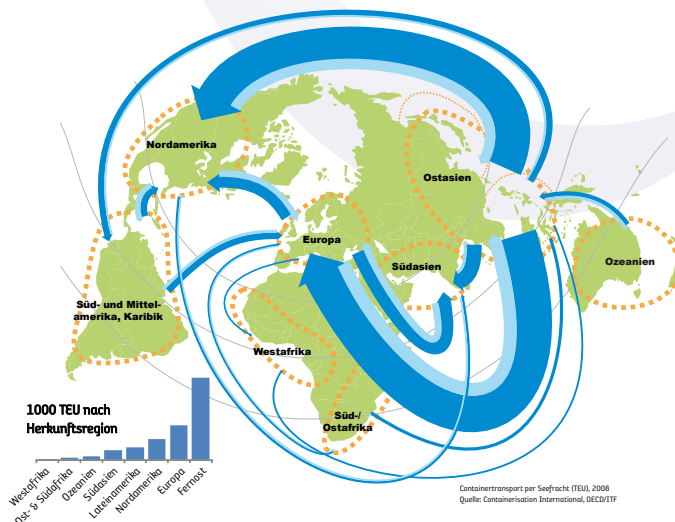 Nordamerika
Ostasien
Europa
Südasien
Ozeanien
Süd- und Mittel-
amerika, Karibik
Westafrika
Süd-/
Ostafrika
1000 TEU nach
Herkunftsregion
Westafrika
Ost- & Südafrika
Ozeanien
Südasien
Lateinamerika
Nordamerika
Europa
Fernost
Containertransport per Seefracht (TEU), 2008
Quelle: Containerisation International, OECD/ITF